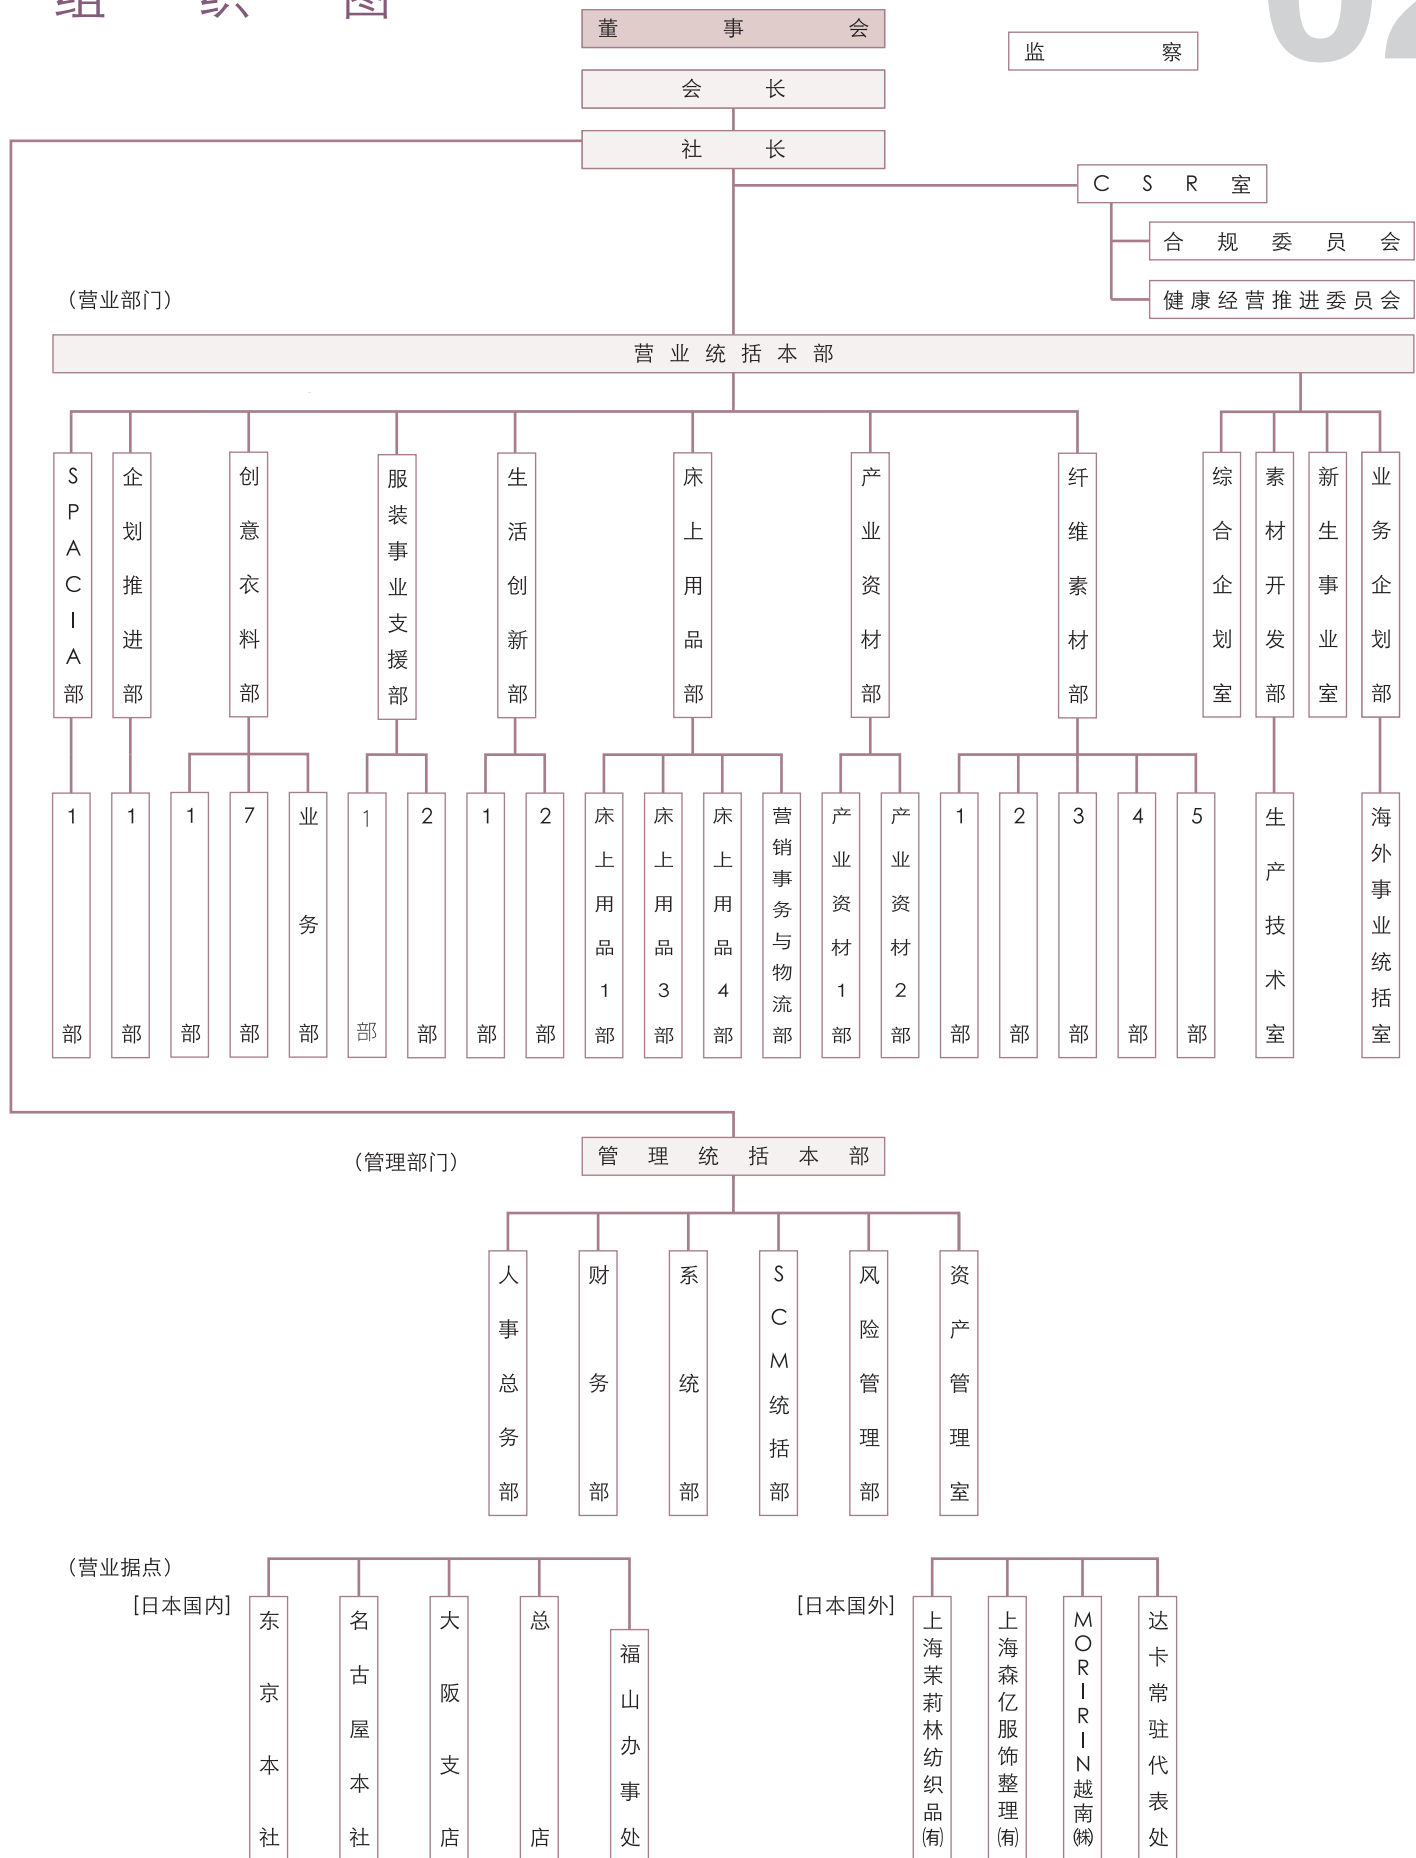 组织图
02
董事会
监察
会长
社长
CSR室
合规委员会
健康经营推进委员会
（营业部门）
营业统括本部
SPACIA部
企划推进部
创意衣料部
服装事业支援部
生活创新部
床上用品部
产业资材部
纤维素材部
综合企划室
素材开发部
新生事业室
业务企划部
1部
1部
1部
7部
业务部
1部
2部
1部
2部
床上用品1部
床上用品3部
床上用品4部
营销事务与物流部
产业资材1部
产业资材2部
1部
2部
3部
4部
5部
生产技术室
海外事业统括室
（管理部门）
管理统括本部
人事总务部
财务部
系统部
SCM统括部
风险管理部
资产管理室
（营业据点）
[日本国内]
东京本社
名古屋本社
大阪支店
总店
福山办事处
[日本国外]
上海茉莉林纺织品㈲
上海森亿服饰整理㈲
MORIRIN越南㈱
达卡常驻代表处